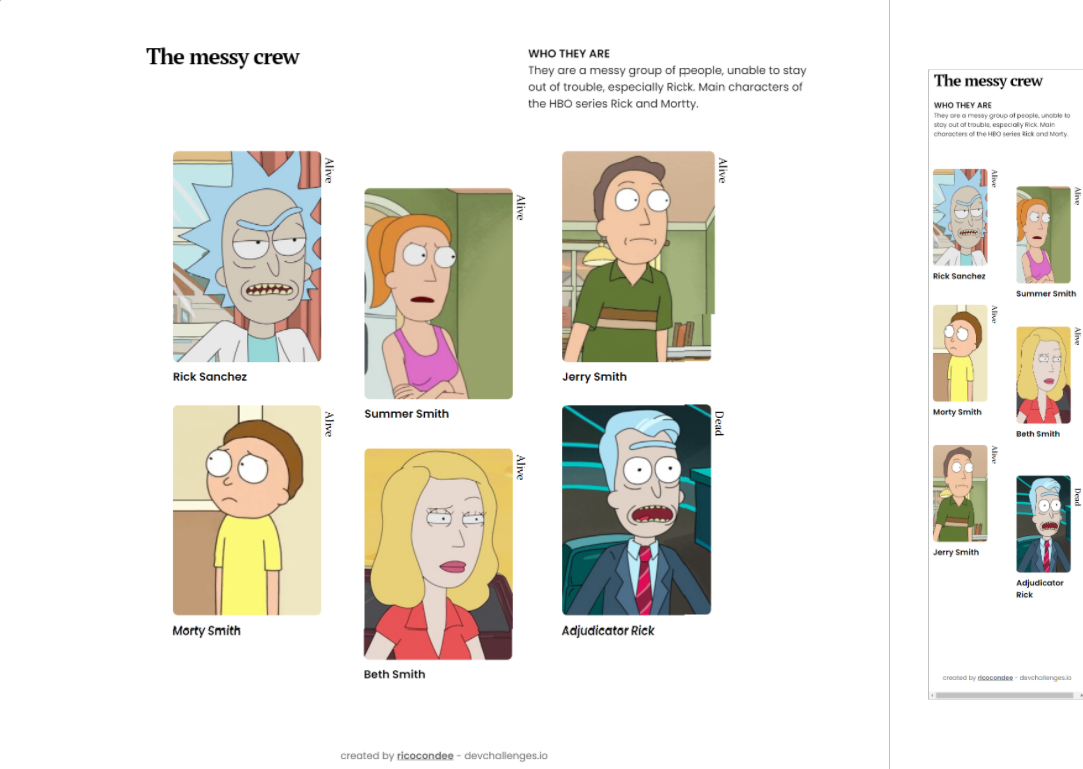 The messy crew
WHO THEY ARE
They are a messy group of ppeople, unable to stay
out of trouble, especially Rictk. Main characters of
the HBO series Rick and Mortty.
Alive
Rick Sanchez
Alive
Summer Smith
Alive
Jerry Smith
Alive
Morty Smith
Alive
Beth Smith
Dead
Adjudicator Rick
created by ricocondee - devchallenges.io
The messy crew
WHO THEY ARE
They are a messy group of people, unable to
stay out of trouble, especially Rick. Main
characters of the HBO series Rick and Morty.
Alive
Rick Sanchez
Alive
Summer Smith
Alive
Morty Smith
Alive
Beth Smith
Alive
Jerry Smith
Dead
Adjudicator
Rick
created by ricocondee - devchallenges.io